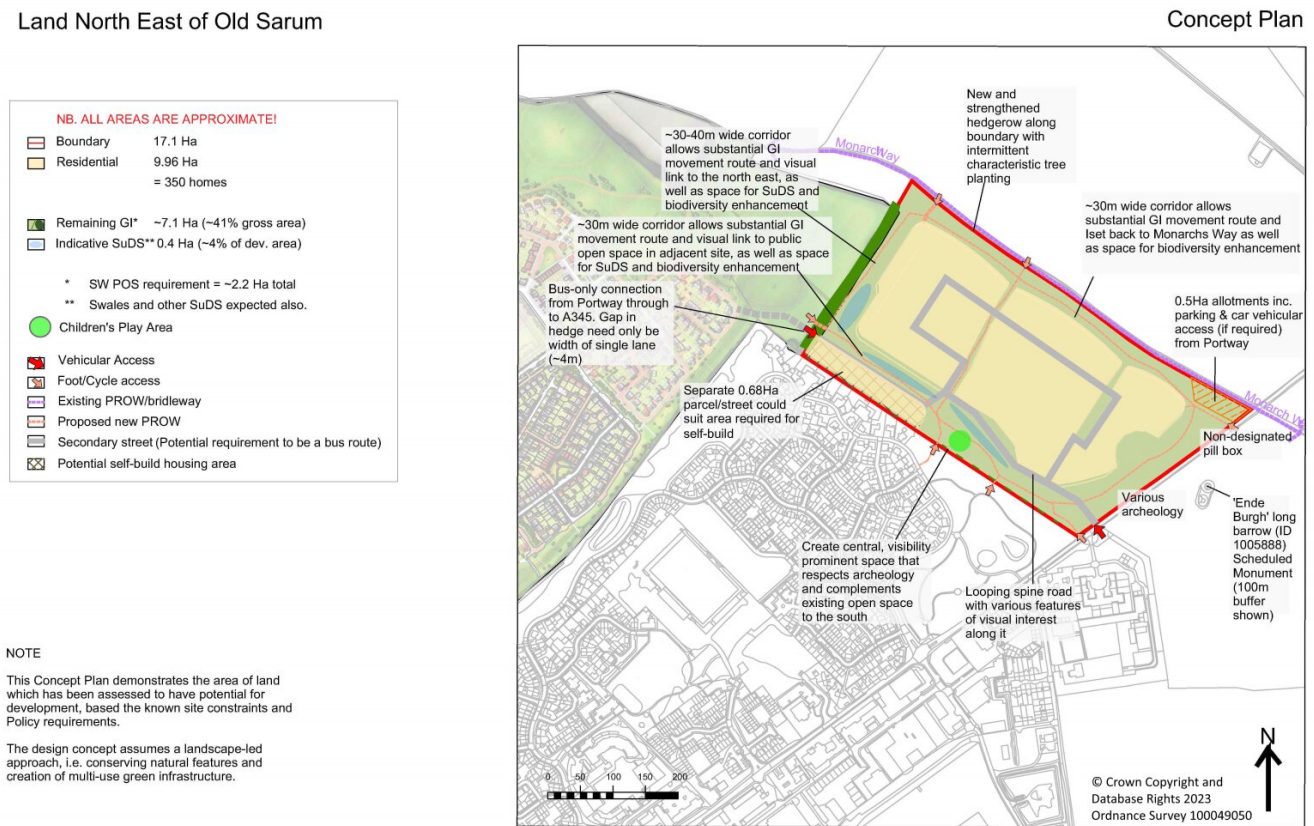 Land North East of Old Sarum
Concept Plan
NB. ALL AREAS ARE APPROXIMATE!
Boundary 17.1 Ha
Residential 9.96 Ha
= 350 homes
Remaining GI* ~7.1 Ha (~41% gross area)
Indicative SuDS** 0.4 Ha (~4% of dev. area)
* SW POS requirement = ~2.2 Ha total
** Swales and other SuDS expected also.
Children's Play Area
Vehicular Access
Foot/Cycle access
Existing PROW/bridleway
Proposed new PROW
Secondary street (Potential requirement to be a bus route)
Potential self-build housing area
NOTE
This Concept Plan demonstrates the area of land
which has been assessed to have potential for
development, based the known site constraints and
Policy requirements.
The design concept assumes a landscape-led
approach, i.e. conserving natural features and
creation of multi-use green infrastructure.
New and
strengthened
hedgerow along
boundary with
intermittent
characteristic tree
planting
~30-40m wide corridor
allows substantial GI
movement route and visual
link to the north east, as
well as space for SuDS and
biodiversity enhancement
MonarchWay
~30m wide corridor allows
substantial GI movement route and
lset back to Monarchs Way as well
as space for biodiversity enhancement
~30m wide corridor allows substantial GI
movement route and visual link to public
open space in adjacent site, as well as space
for SuDS and biodiversity enhancement
Bus-only connection
from Portway through
to A345. Gap in
hedge need only be
width of single lane
(~4m)
0.5Ha allotments inc.
parking & car vehicular
access (if required)
from Portway
Separate 0.68Ha
parcel/street could
suit area required for
self-build
Monarch W
Non-designated
pill box
Various
archeology
'Ende
Burgh' long
barrow (ID
1005888)
Scheduled
Monument
(100m
buffer
shown)
Create central, visibility
prominent space that
respects archeology
and complements
existing open space
to the south
Looping spine road
with various features
of visual interest
along it
0 50 100 150 200
N
© Crown Copyright and
Database Rights 2023
Ordnance Survey 100049050